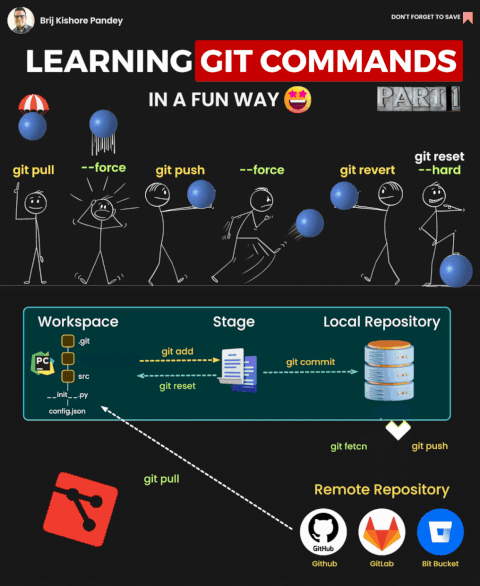 Brij Kishore Pandey
DON'T FORGET TO SAVE
LEARNING GIT COMMANDS
IN A FUN WAY
PART 1
git pull
--force
git push
--force
git revert
git reset
--hard
Workspace
Stage
Local Repository
.git
PC
src
__init__.py
config.json
git add
git reset
git commit
git fetcn
git push
git pull
Remote Repository
GitHub
Github
GitLab
Bit Bucket